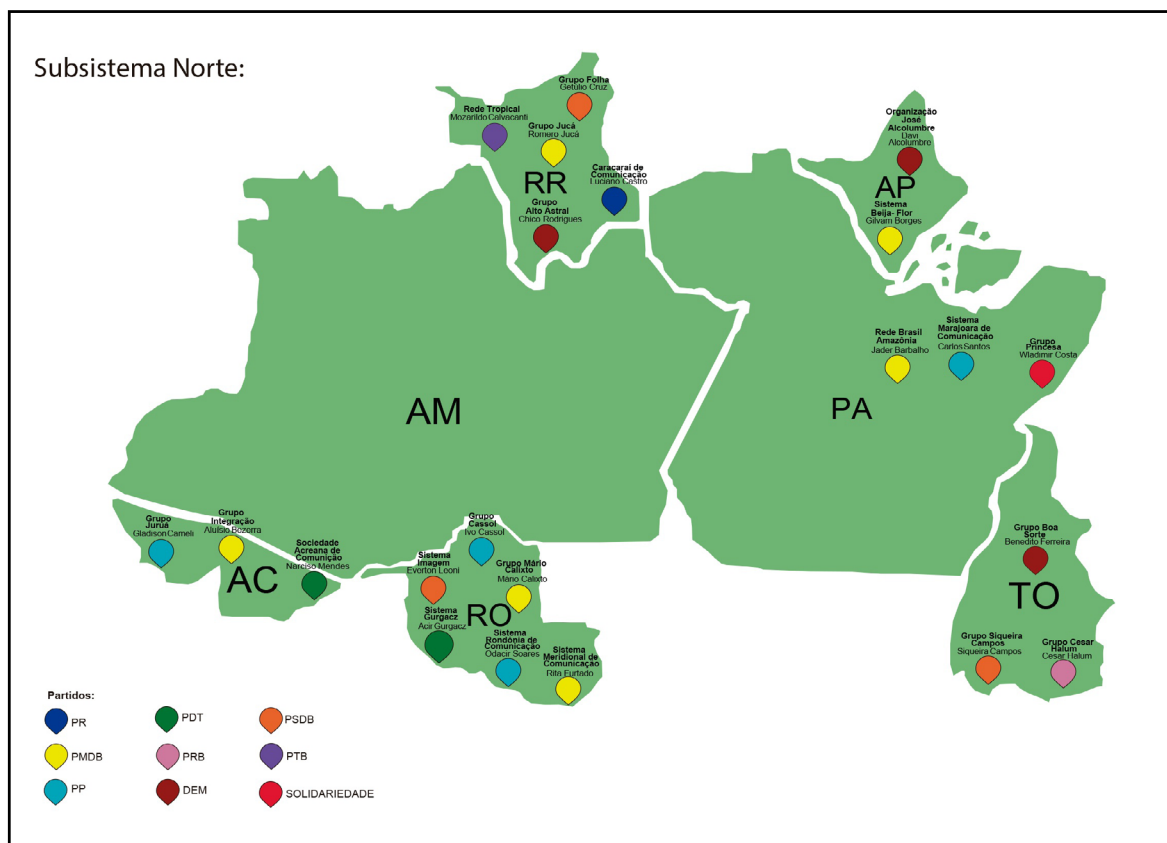 Subsistema Norte:
Grupo Folha
Getúlio Cruz
Rede Tropical
Mozarildo Calvacanti
Grupo Jucá
Romero Jucá
Caracaraí de
Comunicação
Luciano Castro
RR
Grupo
Alto Astral
Chico Rodrigues
Organização
José
Alcolumbre
Davi
Alcolumbre
AP
Sistema
Beija- Flor
Gilvam Borges
Rede Brasil
Amazônia
Jader Barbalho
Sistema
Marajoara de
Comunicação
Carlos Santos
Grupo
Princesa
Wladimir Costa
AM
PA
Grupo
Juruá
Gladison Cameli
Grupo
Integração
Aluísio Bezorra
Sociedade
Acreana de
Comunição
Narciso Mendes
AC
Grupo
Cassol
Ivo Cassol
Sistema
Imagem
Everton Leoni
Grupo Mário
Calixto
Mário Calixto
RO
Sistema
Gurgacz
Acir Gurgacz
Sistema
Rondônia de
Comunicação
Odacir Soares
Sistema
Meridional de
Comunicação
Rita Furtado
Grupo Boa
Sorte
Benedito Ferreira
TO
Grupo Siqueira
Campos
Siqueira Campos
Grupo Cesar
Halum
Cesar Halum
Partidos:
PR
PDT
PSDB
PMDB
PRB
PTB
PP
DEM
SOLIDARIEDADE